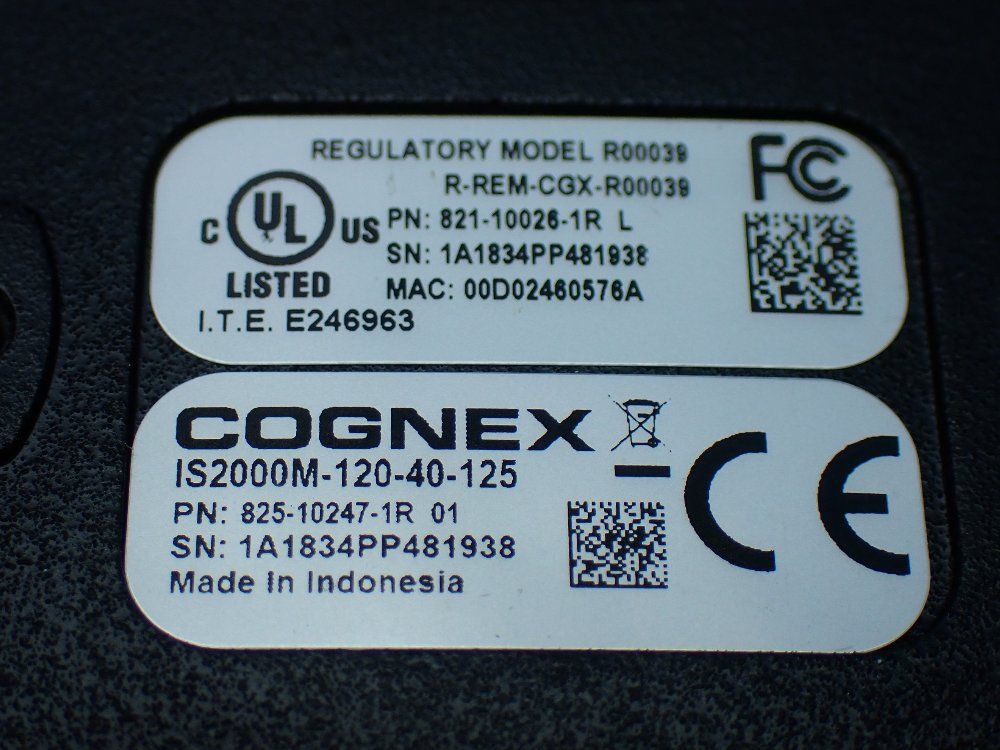 REGULATORY MODEL R00039
R-REM-CGX-R00039
C UL US
LISTED
PN: 821-10026-1R L
SN: 1A1834PP481938
MAC: 00D02460576A
I.T.E. E246963
FC
COGNEX
IS2000M-120-40-125
PN: 825-10247-1R 01
SN: 1A1834PP481938
Made In Indonesia
CE